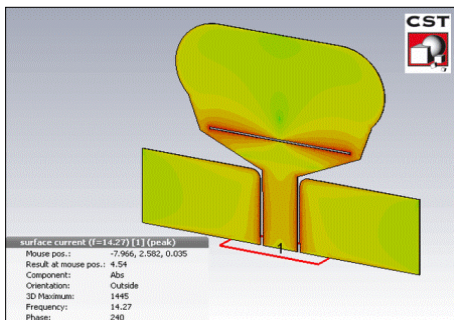 CST
1
surface current (f=14.27) [1] (peak)
Mouse pos.: -7.966, 2.582, 0.035
Result at mouse pos.: 4.54
Component: Abs
Orientation: Outside
3D Maximum: 1445
Frequency: 14.27
Phase: 240